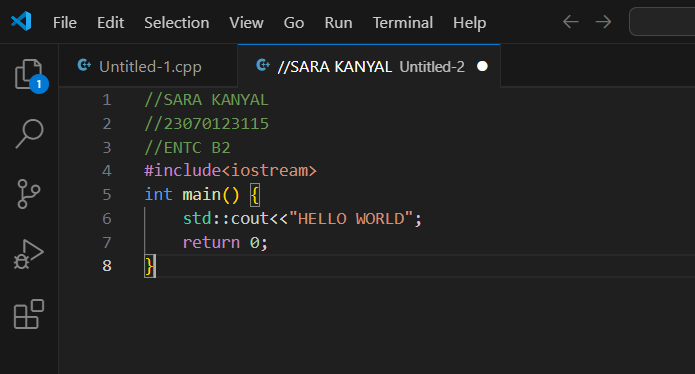 File Edit Selection View Go Run Terminal Help
Untitled-1.cpp //SARA KANYAL Untitled-2
1 //SARA KANYAL
2 //23070123115
3 //ENTC B2
4 #include<iostream>
5 int main() {
6 std::cout<<"HELLO WORLD";
7 return 0;
8 }
1